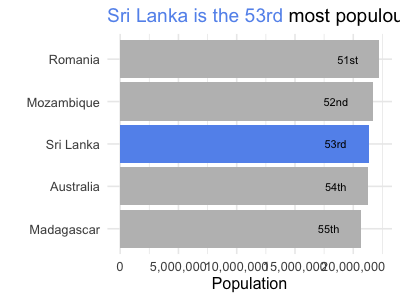 Sri Lanka is the 53rd most populou
Romania 51st
Mozambique 52nd
Sri Lanka 53rd
Australia 54th
Madagascar 55th
0 5,000,000 10,000,000 15,000,000 20,000,000
Population